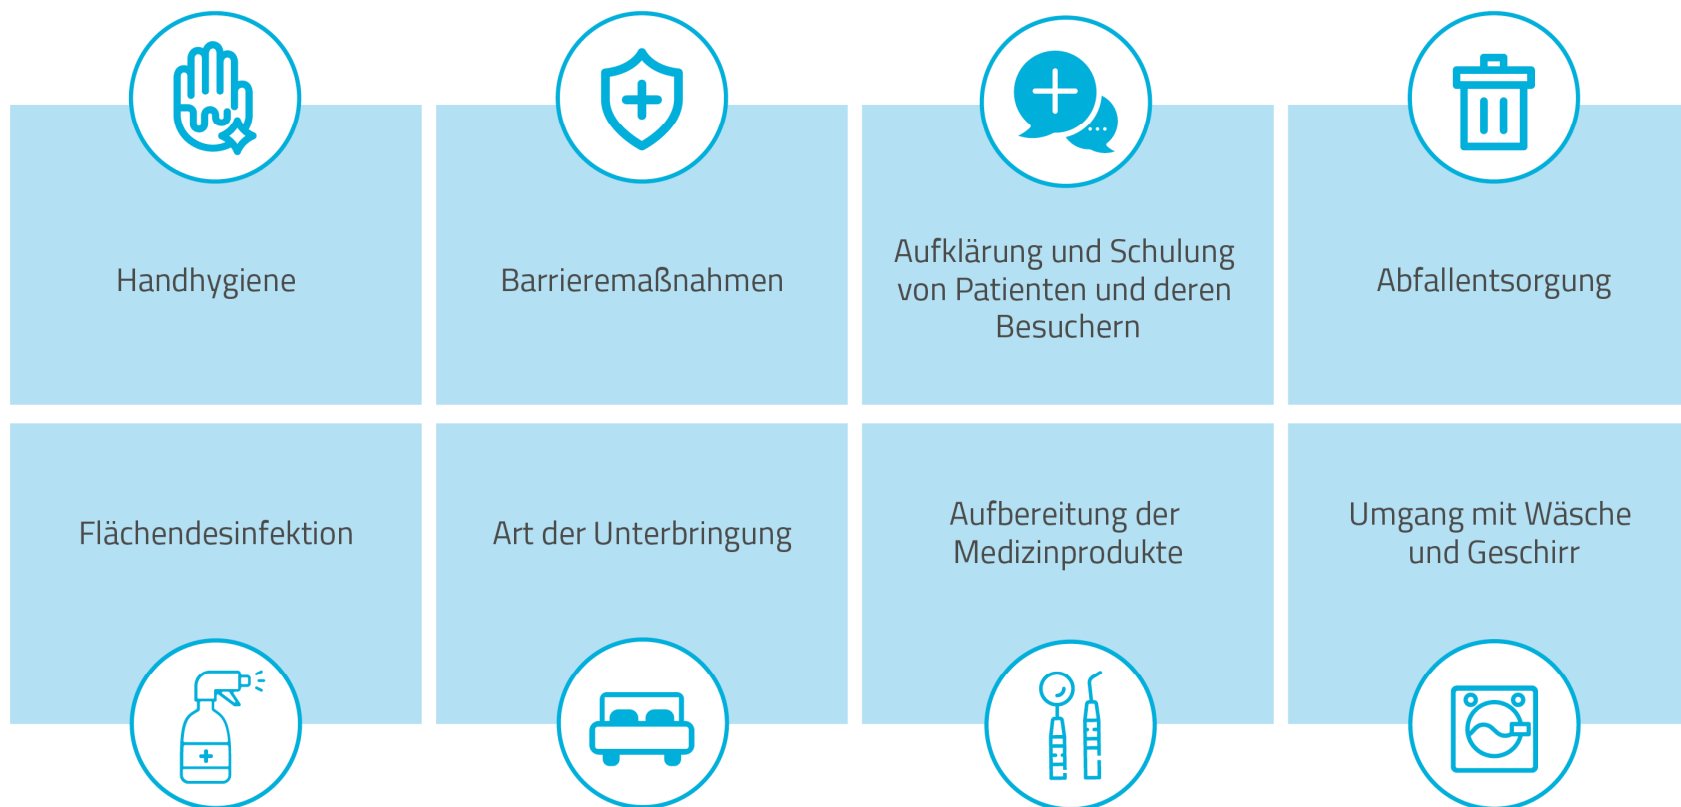 Handhygiene
Barrieremaßnahmen
Aufklärung und Schulung
von Patienten und deren
Besuchern
Abfallentsorgung
Flächendesinfektion
Art der Unterbringung
Aufbereitung der
Medizinprodukte
Umgang mit Wäsche
und Geschirr